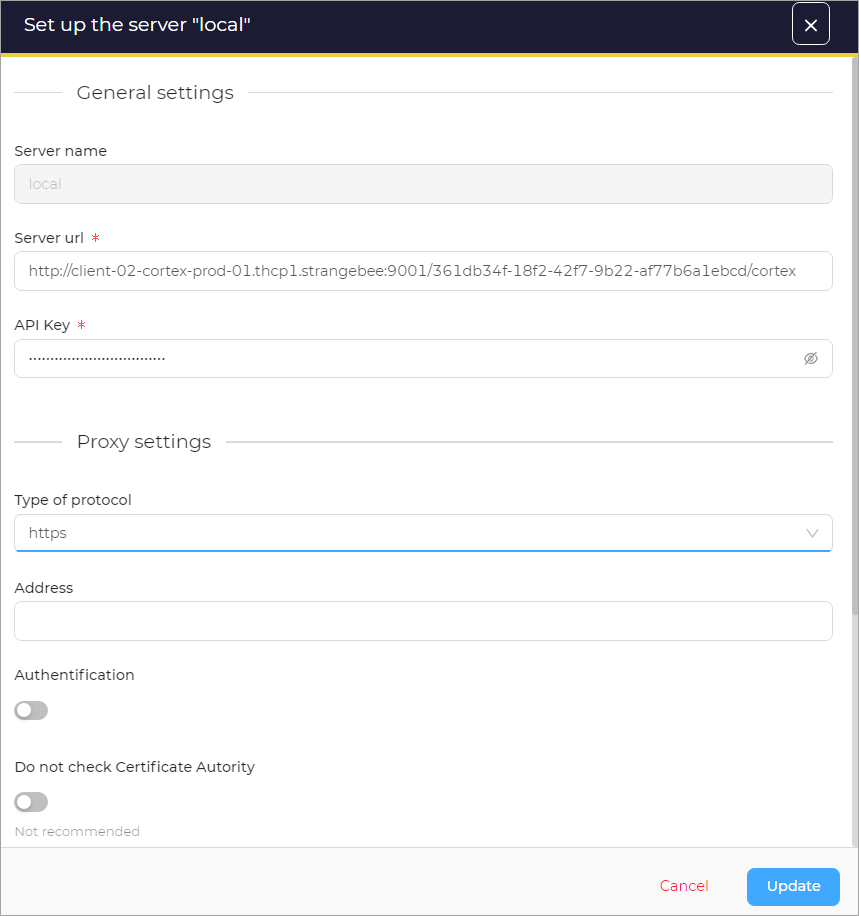 Set up the server "local"
General settings
Server name
local
Server url *
http://client-02-cortex-prod-01.thcp1.strangebee:9001/361db34f-18f2-42f7-9b22-af77b6a1ebcd/cortex
API Key *
Proxy settings
Type of protocol
https
Address
Authentification
Do not check Certificate Autority
Not recommended
Cancel
Update